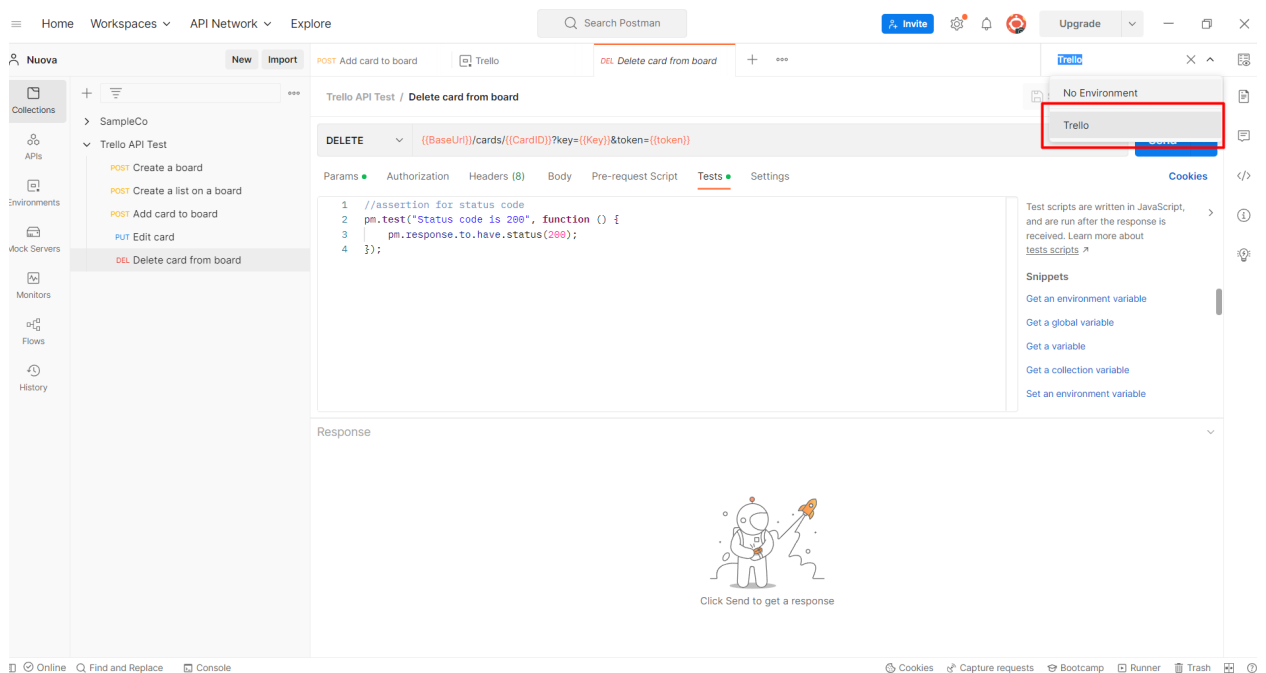 Home Workspaces API Network Explore Search Postman Invite Upgrade
Nuova New Import POST Add card to board Trello DEL Delete card from board Trello
Collections
APIs
Environments
Mock Servers
Monitors
Flows
History
SampleCo
Trello API Test
POST Create a board
POST Create a list on a board
POST Add card to board
PUT Edit card
DEL Delete card from board
Trello API Test / Delete card from board
No Environment
Trello
DELETE {{BaseUrl}}/cards/{{CardID}}?key={{Key}}&token={{token}} Send
Params Authorization Headers (8) Body Pre-request Script Tests Settings Cookies
1 //assertion for status code
2 pm.test("Status code is 200", function () {
3 pm.response.to.have.status(200);
4 });
Test scripts are written in JavaScript,
and are run after the response is
received. Learn more about
tests scripts
Snippets
Get an environment variable
Get a global variable
Get a variable
Get a collection variable
Set an environment variable
Response
Click Send to get a response
Online Find and Replace Console Cookies Capture requests Bootcamp Runner Trash